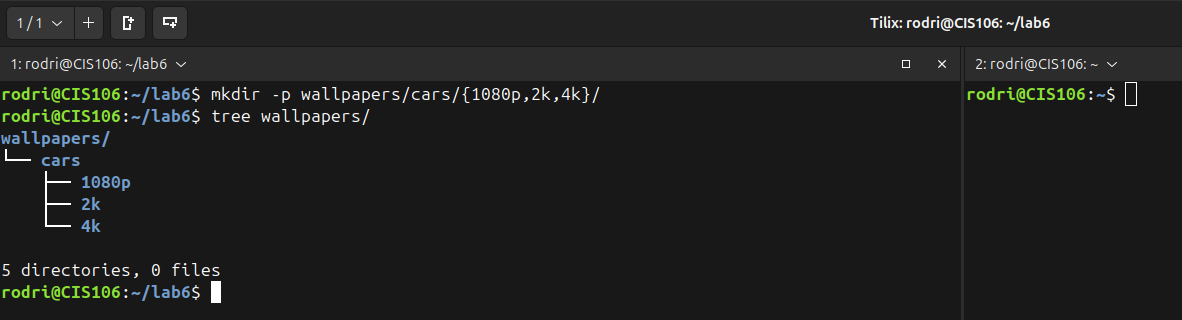 1 / 1
Tilix: rodri@CIS106: ~/lab6
1: rodri@CIS106: ~/lab6
rodri@CIS106:~/lab6$ mkdir -p wallpapers/cars/{1080p,2k,4k}/
rodri@CIS106:~/lab6$ tree wallpapers/
wallpapers/
└── cars
    ├── 1080p
    ├── 2k
    └── 4k
5 directories, 0 files
rodri@CIS106:~/lab6$
2: rodri@CIS106: ~
rodri@CIS106:~$